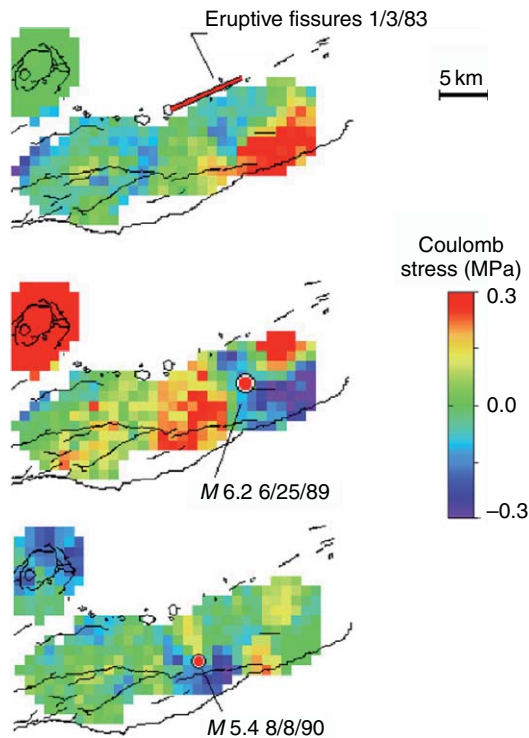 Eruptive fissures 1/3/83
5 km
Coulomb
stress (MPa)
0.3
0.0
–0.3
M 6.2 6/25/89
M 5.4 8/8/90